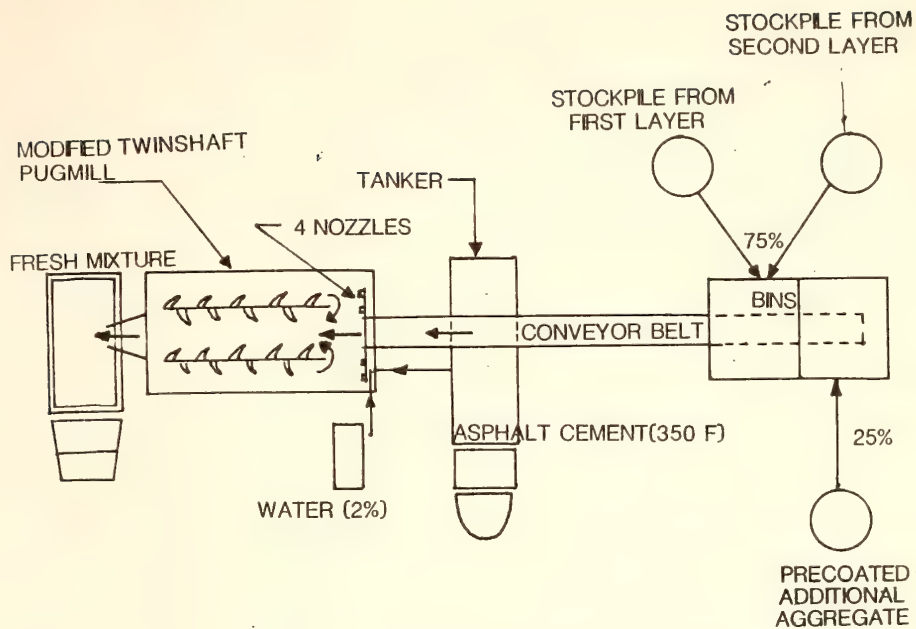 STOCKPILE FROM
SECOND LAYER
STOCKPILE FROM
FIRST LAYER
MODIFIED TWINSHAFT
PUGMILL
TANKER
4 NOZZLES
75%
FRESH MIXTURE
BINS
CONVEYOR BELT
ASPHALT CEMENT(350 F)
25%
WATER (2%)
PRECOATED
ADDITIONAL
AGGREGATE